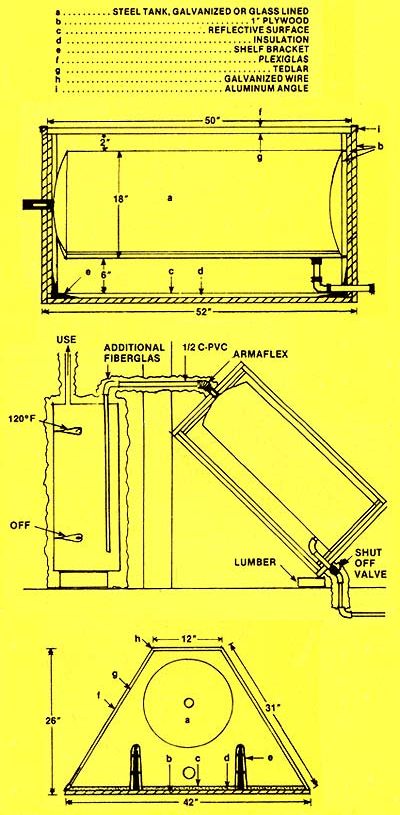 a STEEL TANK, GALVANIZED OR GLASS LINED
b 1" PLYWOOD
c REFLECTIVE SURFACE
d INSULATION
e SHELF BRACKET
f PLEXIGLAS
g TEDLAR
h GALVANIZED WIRE
i ALUMINUM ANGLE
50"
f
i
2"
g
b
18"
a
e
6"
c
d
52"
USE
ADDITIONAL
FIBERGLAS
1/2 C-PVC
ARMAFLEX
120°F
OFF
LUMBER
SHUT
OFF
VALVE
h
12"
g
f
26"
31"
a
b
c
d
e
42"